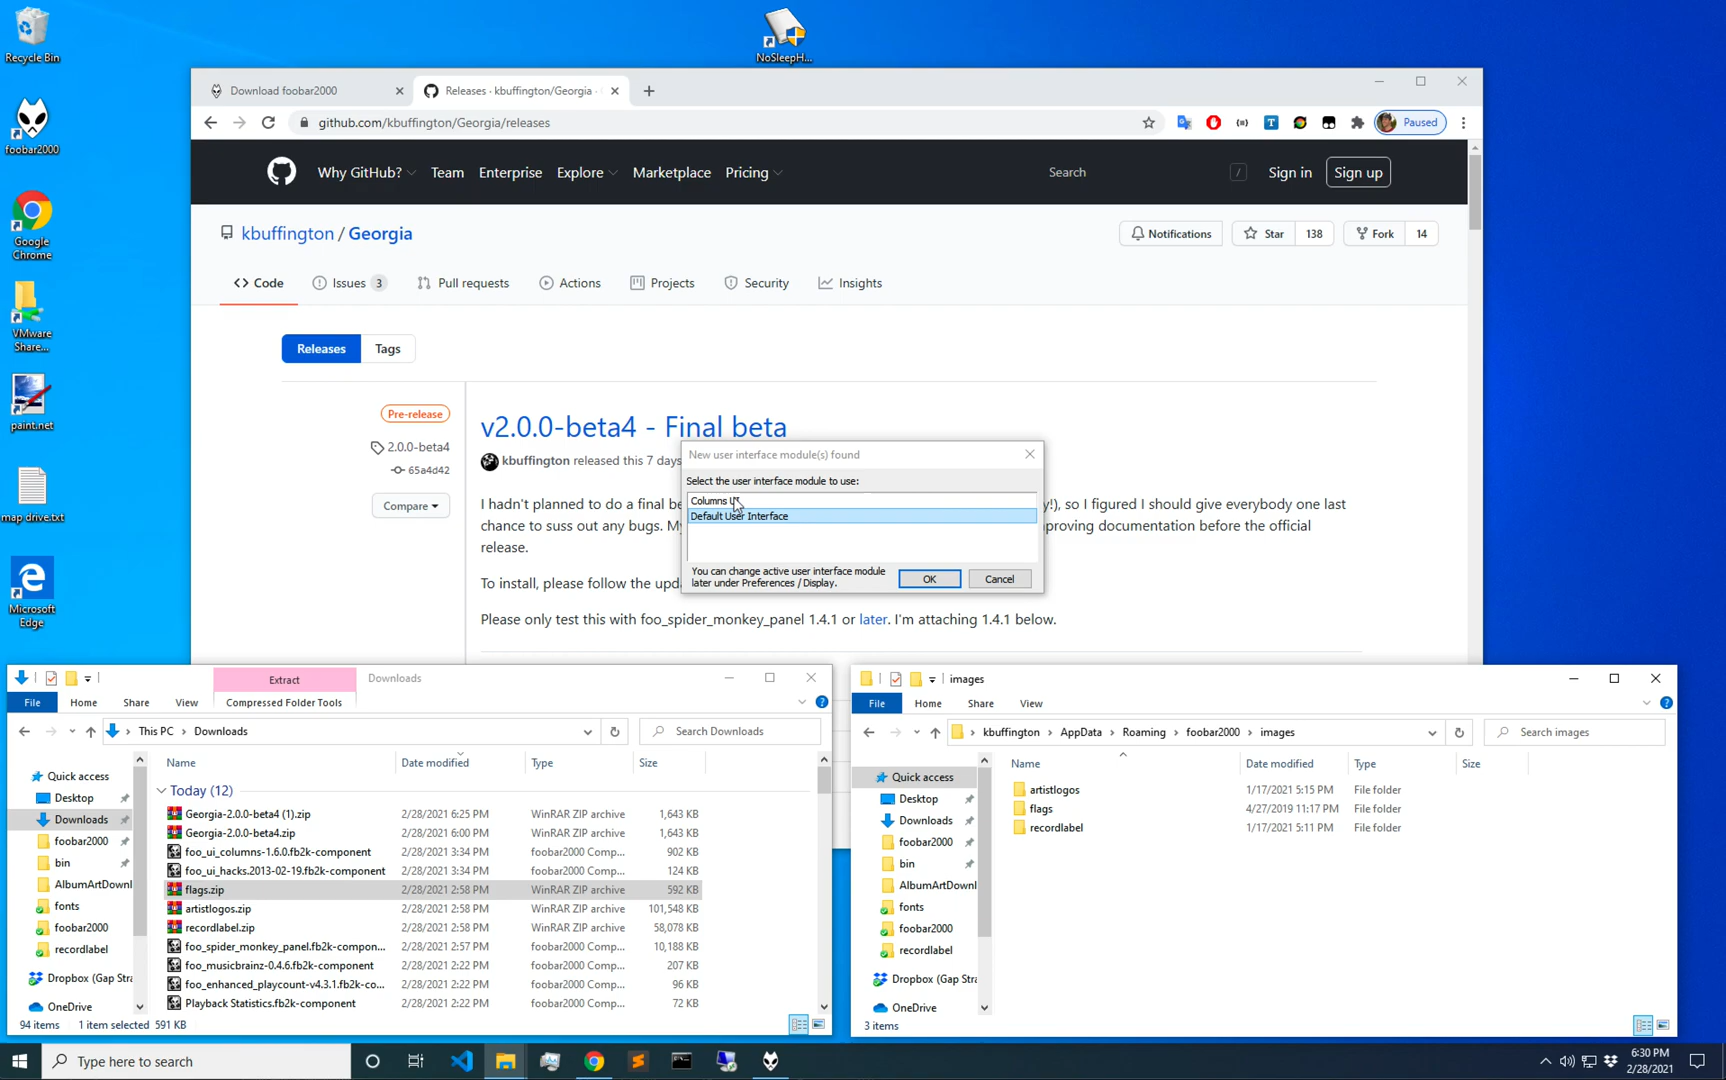 Recycle Bin
foobar2000
Google
Chrome
VMware
Share...
paint.net
map drive.txt
Microsoft
Edge
NoSleepH...
Download foobar2000
Releases · kbuffington/Georgia ·
github.com/kbuffington/Georgia/releases
Paused
Why GitHub?
Team
Enterprise
Explore
Marketplace
Pricing
Search
/
Sign in
Sign up
kbuffington / Georgia
Notifications
Star
138
Fork
14
Code
Issues 3
Pull requests
Actions
Projects
Security
Insights
Releases
Tags
Pre-release
2.0.0-beta4
65a4d42
Compare
v2.0.0-beta4 - Final beta
kbuffington released this 7 days
I hadn't planned to do a final be
y!), so I figured I should give everybody one last
chance to suss out any bugs. My
proving documentation before the official
release.
To install, please follow the upda
Please only test this with foo_spider_monkey_panel 1.4.1 or later. I'm attaching 1.4.1 below.
New user interface module(s) found
Select the user interface module to use:
Columns UI
Default User Interface
You can change active user interface module
later under Preferences / Display.
OK
Cancel
Extract
Downloads
File
Home
Share
View
Compressed Folder Tools
This PC
Downloads
Search Downloads
Name
Date modified
Type
Size
Quick access
Desktop
Downloads
foobar2000
bin
AlbumArtDownl
fonts
foobar2000
recordlabel
Dropbox (Gap Stra
OneDrive
Today (12)
Georgia-2.0.0-beta4 (1).zip 2/28/2021 6:25 PM WinRAR ZIP archive 1,643 KB
Georgia-2.0.0-beta4.zip 2/28/2021 6:00 PM WinRAR ZIP archive 1,643 KB
foo_ui_columns-1.6.0.fb2k-component 2/28/2021 3:34 PM foobar2000 Comp... 902 KB
foo_ui_hacks.2013-02-19.fb2k-component 2/28/2021 3:34 PM foobar2000 Comp... 124 KB
flags.zip 2/28/2021 2:58 PM WinRAR ZIP archive 592 KB
artistlogos.zip 2/28/2021 2:58 PM WinRAR ZIP archive 101,548 KB
recordlabel.zip 2/28/2021 2:58 PM WinRAR ZIP archive 58,078 KB
foo_spider_monkey_panel.fb2k-compon... 2/28/2021 2:57 PM foobar2000 Comp... 10,188 KB
foo_musicbrainz-0.4.6.fb2k-component 2/28/2021 2:22 PM foobar2000 Comp... 207 KB
foo_enhanced_playcount-v4.3.1.fb2k-co... 2/28/2021 2:22 PM foobar2000 Comp... 96 KB
Playback Statistics.fb2k-component 2/28/2021 2:22 PM foobar2000 Comp... 72 KB
94 items
1 item selected 591 KB
images
File
Home
Share
View
kbuffington
AppData
Roaming
foobar2000
images
Search images
Name
Date modified
Type
Size
Quick access
Desktop
Downloads
foobar2000
bin
AlbumArtDownl
fonts
foobar2000
recordlabel
Dropbox (Gap Stra
OneDrive
artistlogos 1/17/2021 5:15 PM File folder
flags 4/27/2019 11:17 PM File folder
recordlabel 1/17/2021 5:11 PM File folder
3 items
Type here to search
6:30 PM
2/28/2021